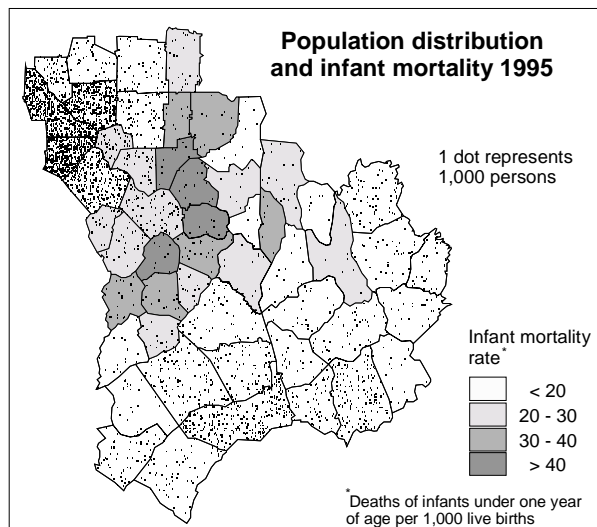 Population distribution
and infant mortality 1995
1 dot represents
1,000 persons
Infant mortality
rate*
< 20
20 - 30
30 - 40
> 40
*Deaths of infants under one year
of age per 1,000 live births